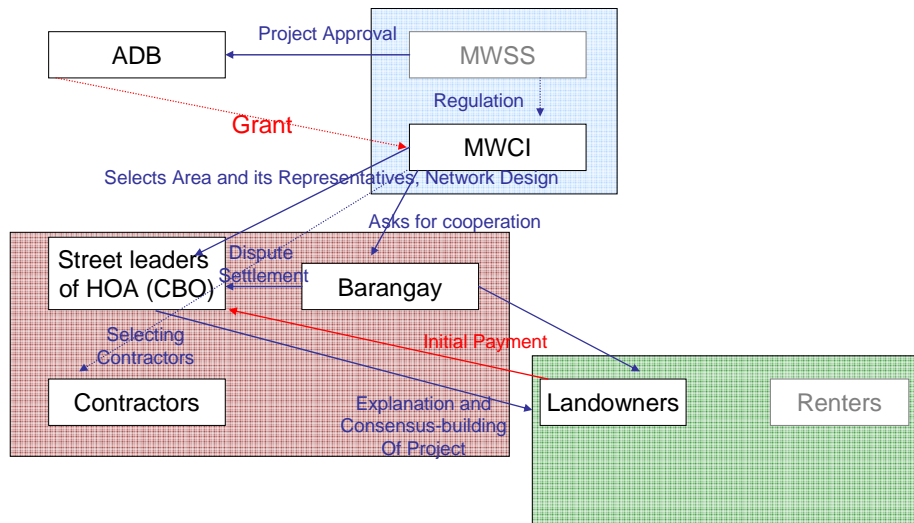 Project Approval
ADB
MWSS
Regulation
Grant
MWCI
Selects Area and its Representatives, Network Design
Asks for cooperation
Street leaders
of HOA (CBO)
Dispute
Settlement
Barangay
Selecting
Contractors
Initial Payment
Contractors
Explanation and
Consensus-building
Of Project
Landowners
Renters